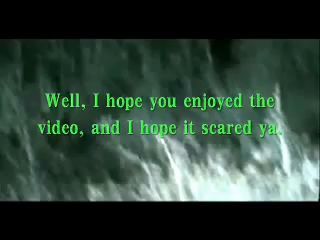 Well, I hope you enjoyed the
video, and I hope it scared ya.